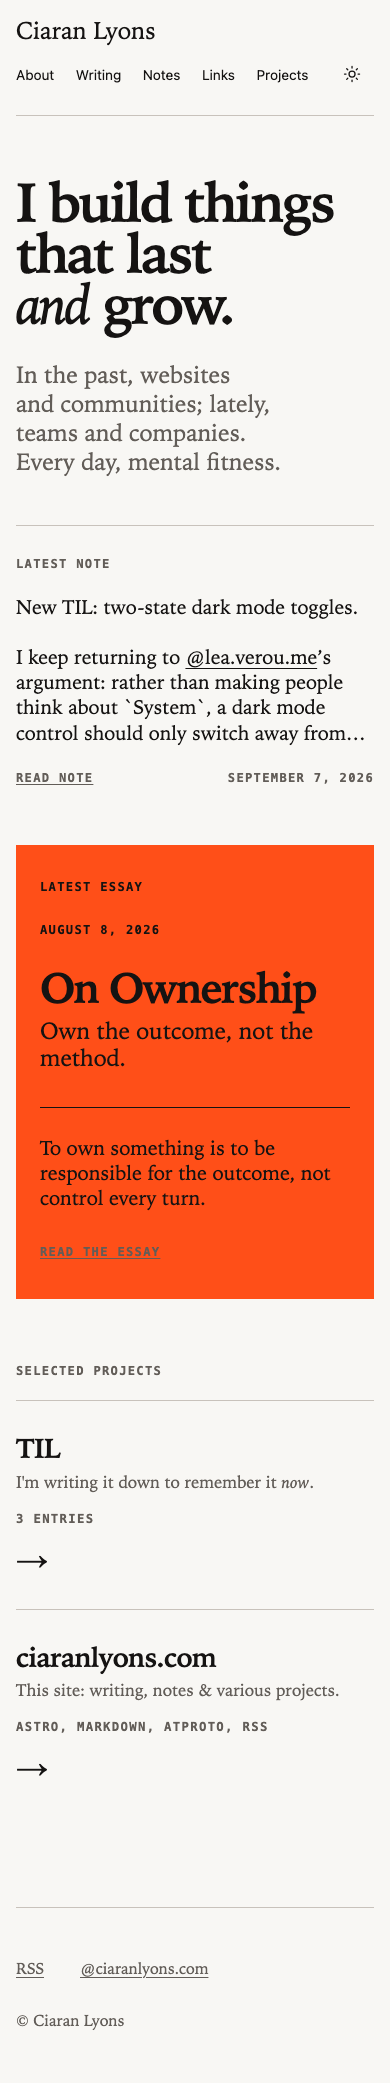 Ciaran Lyons
About Writing Notes Links Projects
I build things
that last
and grow.
In the past, websites
and communities; lately,
teams and companies.
Every day, mental fitness.
LATEST NOTE
New TIL: two-state dark mode toggles.
I keep returning to @lea.verou.me’s
argument: rather than making people
think about `System`, a dark mode
control should only switch away from…
READ NOTE SEPTEMBER 7, 2026
LATEST ESSAY
AUGUST 8, 2026
On Ownership
Own the outcome, not the
method.
To own something is to be
responsible for the outcome, not
control every turn.
READ THE ESSAY
SELECTED PROJECTS
TIL
I'm writing it down to remember it now.
3 ENTRIES
→
ciaranlyons.com
This site: writing, notes & various projects.
ASTRO, MARKDOWN, ATPROTO, RSS
→
RSS @ciaranlyons.com
© Ciaran Lyons